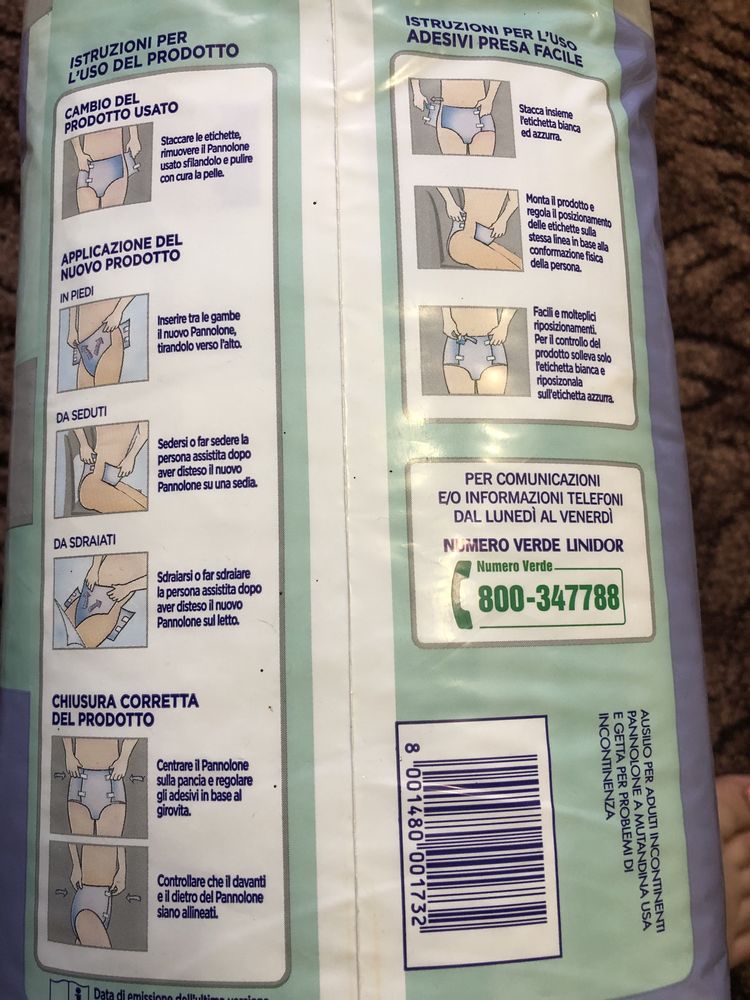 ISTRUZIONI PER
L'USO DEL PRODOTTO
CAMBIO DEL
PRODOTTO USATO
Staccare le etichette,
rimuovere il Pannolone
usato sfilandolo e pulire
con cura la pelle.
APPLICAZIONE DEL
NUOVO PRODOTTO
IN PIEDI
Inserire tra le gambe
il nuovo Pannolone,
tirandolo verso l'alto.
DA SEDUTI
Sedersi o far sedere la
persona assistita dopo
aver disteso il nuovo
Pannolone su una sedia.
DA SDRAIATI
Sdraiarsi o far sdraiare
la persona assistita dopo
aver disteso il nuovo
Pannolone sul letto.
CHIUSURA CORRETTA
DEL PRODOTTO
Centrare il Pannolone
sulla pancia e regolare
gli adesivi in base al
girovita.
Controllare che il davanti
e il dietro del Pannolone
siano allineati.
Data di emissione dell'ultima versione
ISTRUZIONI PER L'USO
ADESIVI PRESA FACILE
Stacca insieme
l'etichetta bianca
ed azzurra.
Monta il prodotto e
regola il posizionamento
delle etichette sulla
stessa linea in base alla
conformazione fisica
della persona.
Facili e molteplici
riposizionamenti.
Per il controllo del
prodotto solleva solo
l'etichetta bianca e
riposizonala
sull'etichetta azzurra.
PER COMUNICAZIONI
E/O INFORMAZIONI TELEFONI
DAL LUNEDÌ AL VENERDÌ
NUMERO VERDE LINIDOR
Numero Verde
800-347788
8 001480 001732
AUSILIO PER ADULTI INCONTINENTI
PANNOLONE A MUTANDINA USA
E GETTA PER PROBLEMI DI
INCONTINENZA